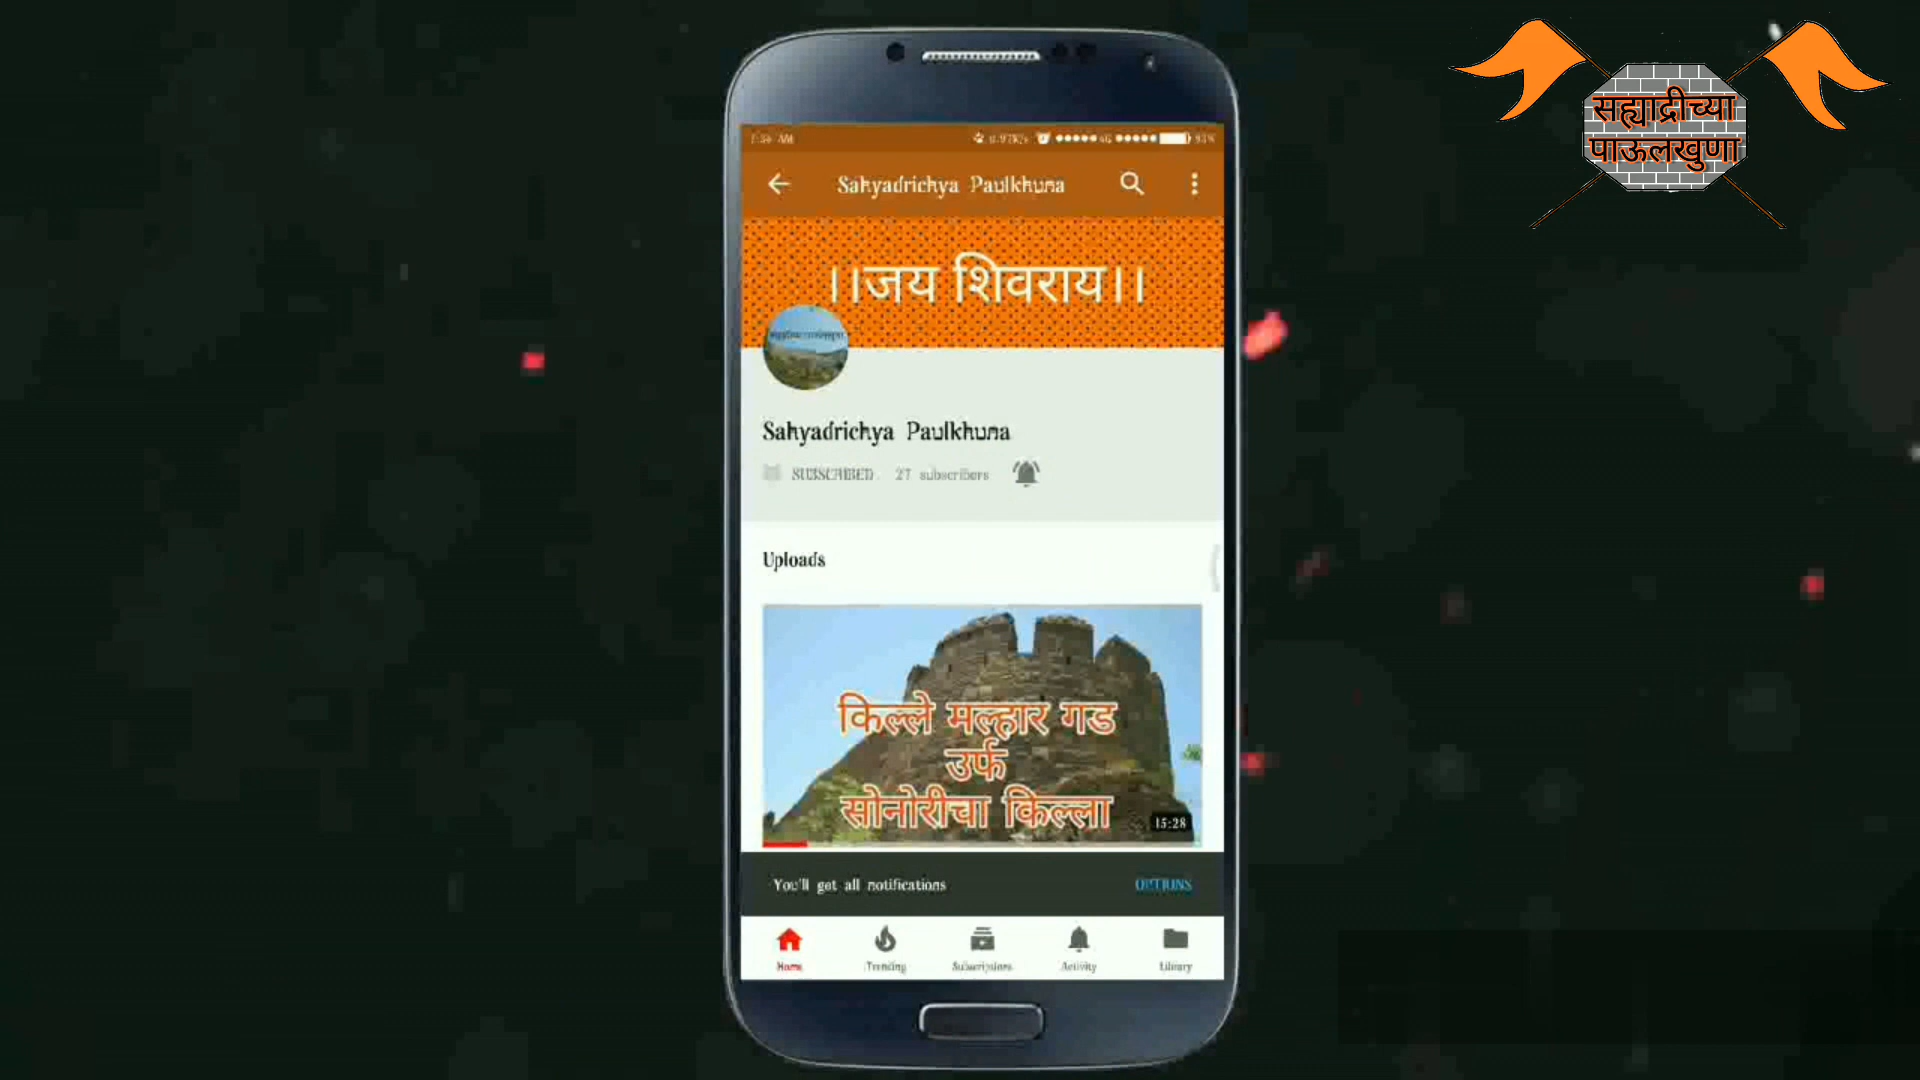 सह्याद्रीच्या
पाऊलखुणा
Sahyadrichya Paulkhuna
।।जय शिवराय।।
Sahyadrichya Paulkhuna
SUBSCRIBED 27 subscribers
Uploads
किल्ले मल्हार गड
उर्फ
सोनोरीचा किल्ला
15:28
You'll get all notifications OPTIONS
Home Trending Subscriptions Activity Library